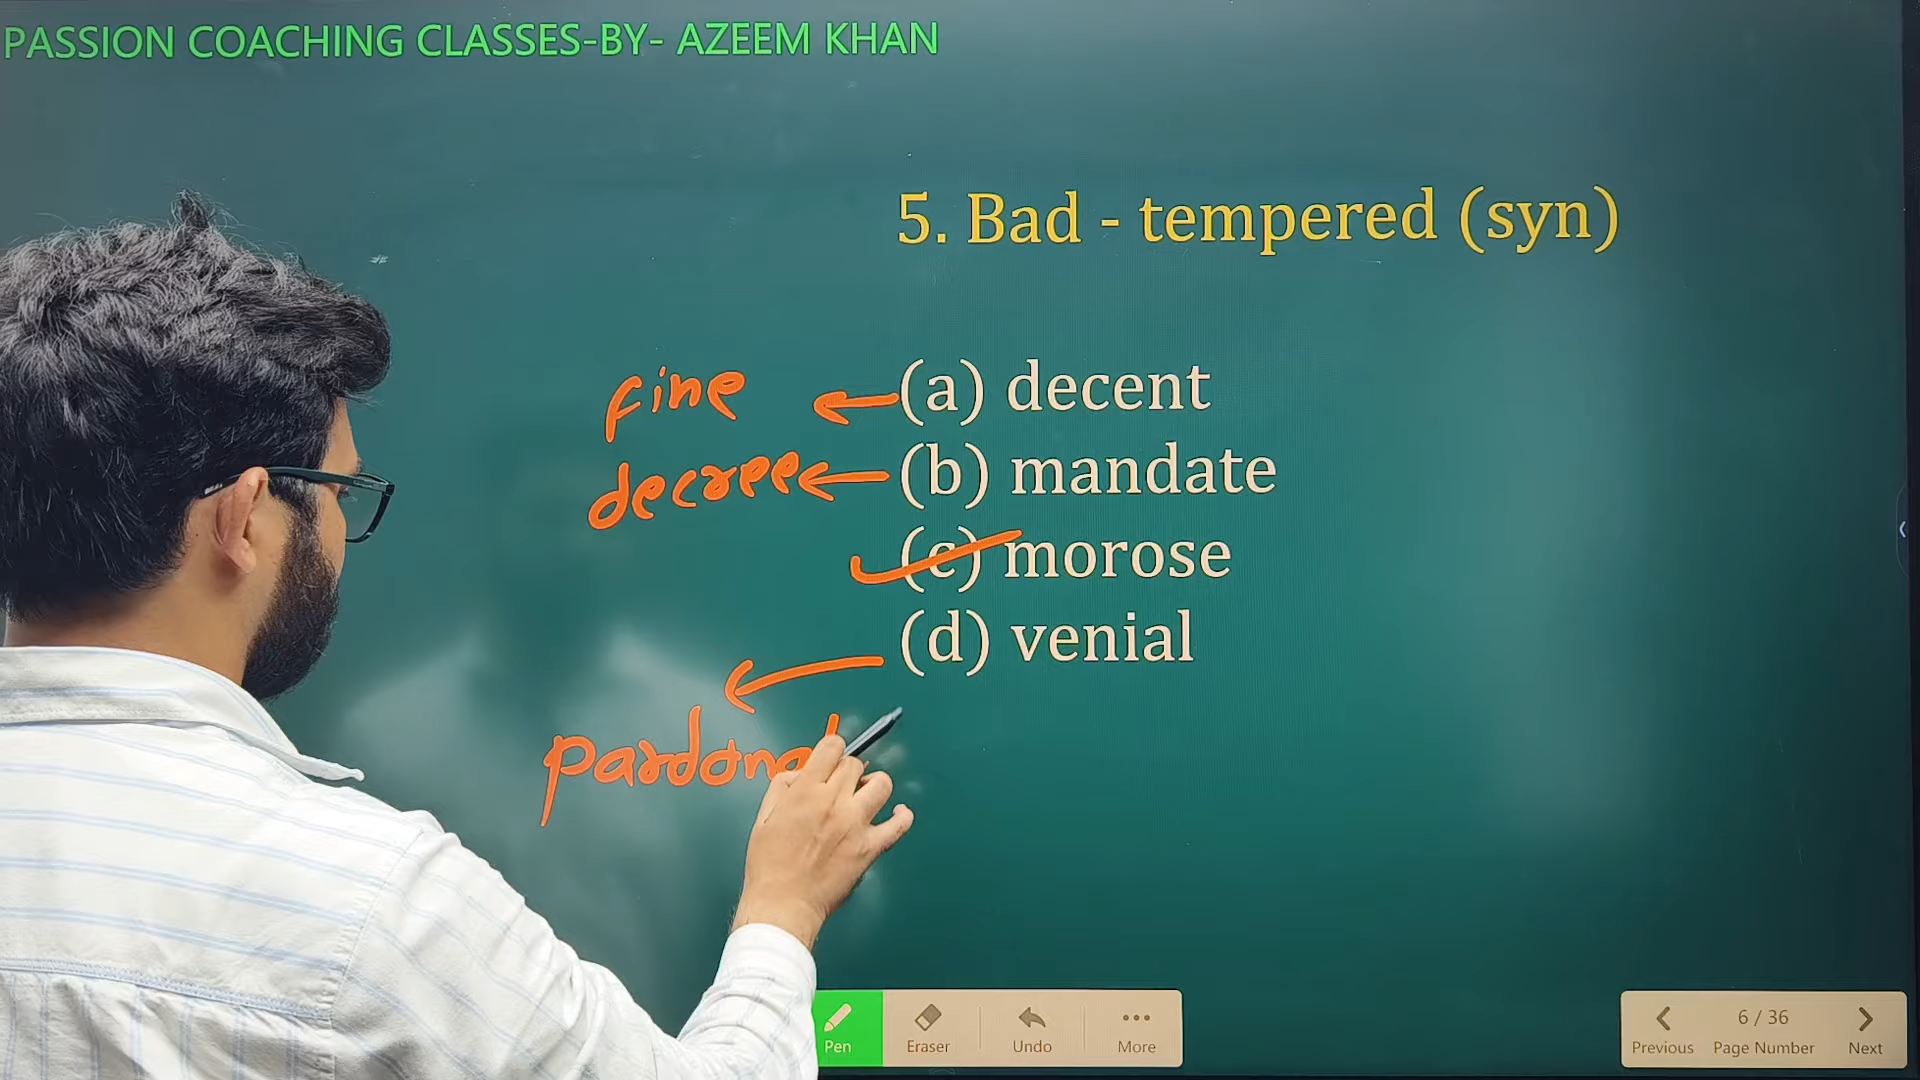 PASSION COACHING CLASSES-BY- AZEEM KHAN
5. Bad - tempered (syn)
fine
(a) decent
decree
(b) mandate
(c) morose
(d) venial
Pen
Eraser
Undo
More
6 / 36
Previous
Page Number
Next